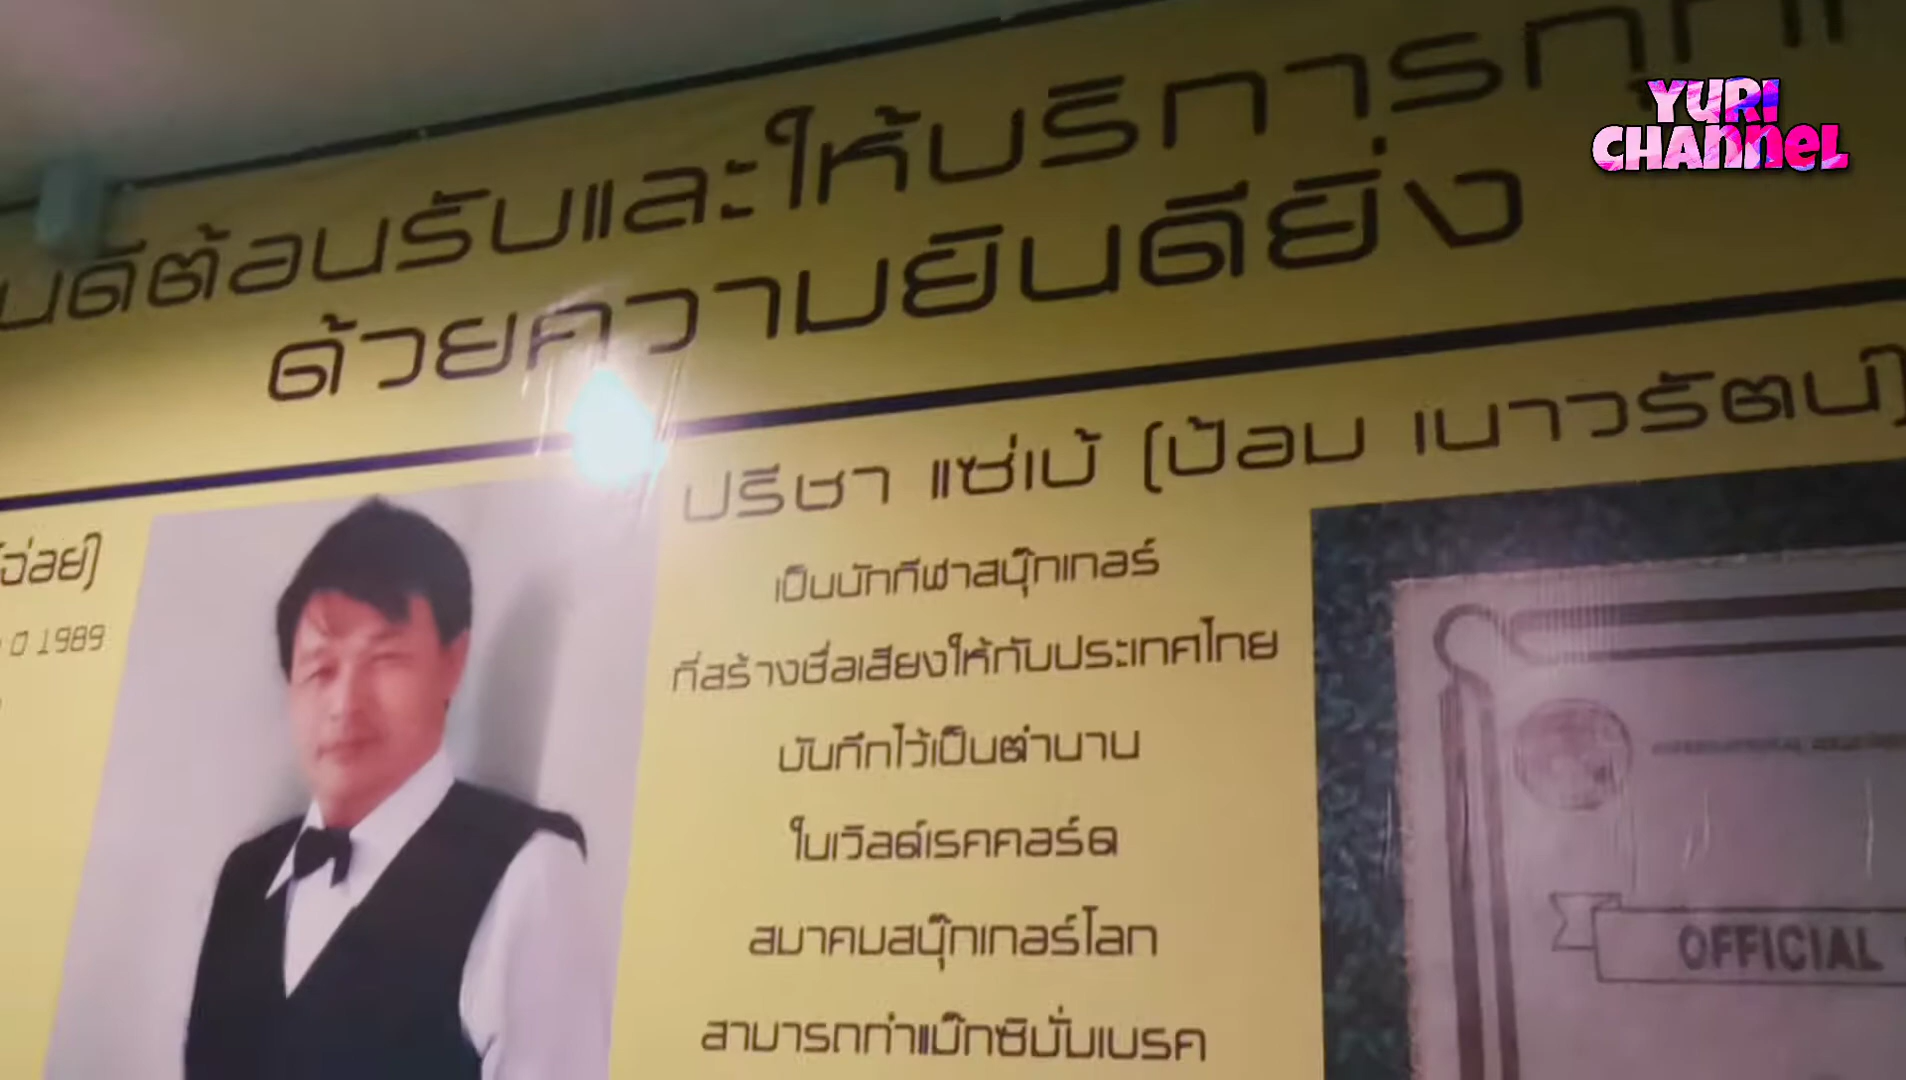 YURI
CHANNEL
ยินดีต้อนรับและให้บริการทุกท่
ด้วยความยินดียิ่ง
ปรีชา แซ่เบ้ (ป้อม เนาวรัตน์)
จ่อย)
1989
เป็นนักกีฬาสนุ๊กเกอร์
ที่สร้างชื่อเสียงให้กับประเทศไทย
บันทึกไว้เป็นตำนาน
ในเวิลด์เรคคอร์ด
สมาคมสนุ๊กเกอร์โลก
สามารถทำแม๊กซิมั่มเบรค
OFFICIAL